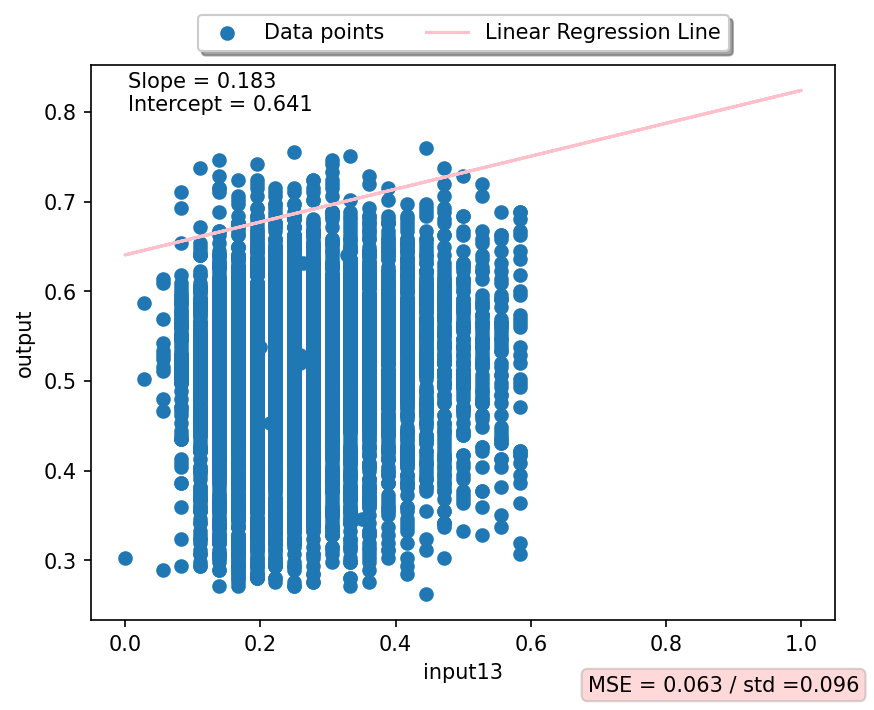 Data points
Linear Regression Line
Slope = 0.183
Intercept = 0.641
output
0.8
0.7
0.6
0.5
0.4
0.3
0.0 0.2 0.4 0.6 0.8 1.0
input13
MSE = 0.063 / std =0.096